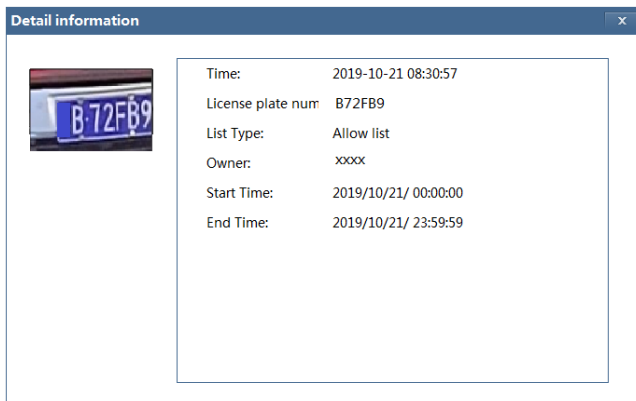 Detail information
x
B·72FB9
Time: 2019-10-21 08:30:57
License plate num B72FB9
List Type: Allow list
Owner: xxxx
Start Time: 2019/10/21/ 00:00:00
End Time: 2019/10/21/ 23:59:59